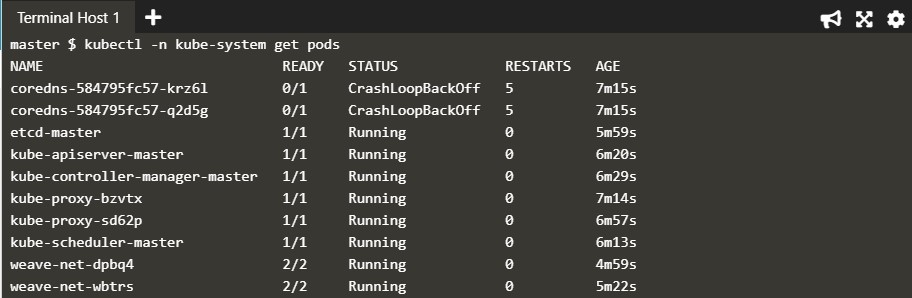 Terminal Host 1
master $ kubectl -n kube-system get pods
NAME READY STATUS RESTARTS AGE
coredns-584795fc57-krz6l 0/1 CrashLoopBackOff 5 7m15s
coredns-584795fc57-q2d5g 0/1 CrashLoopBackOff 5 7m15s
etcd-master 1/1 Running 0 5m59s
kube-apiserver-master 1/1 Running 0 6m20s
kube-controller-manager-master 1/1 Running 0 6m29s
kube-proxy-bzvtx 1/1 Running 0 7m14s
kube-proxy-sd62p 1/1 Running 0 6m57s
kube-scheduler-master 1/1 Running 0 6m13s
weave-net-dpbq4 2/2 Running 0 4m59s
weave-net-wbtrs 2/2 Running 0 5m22s